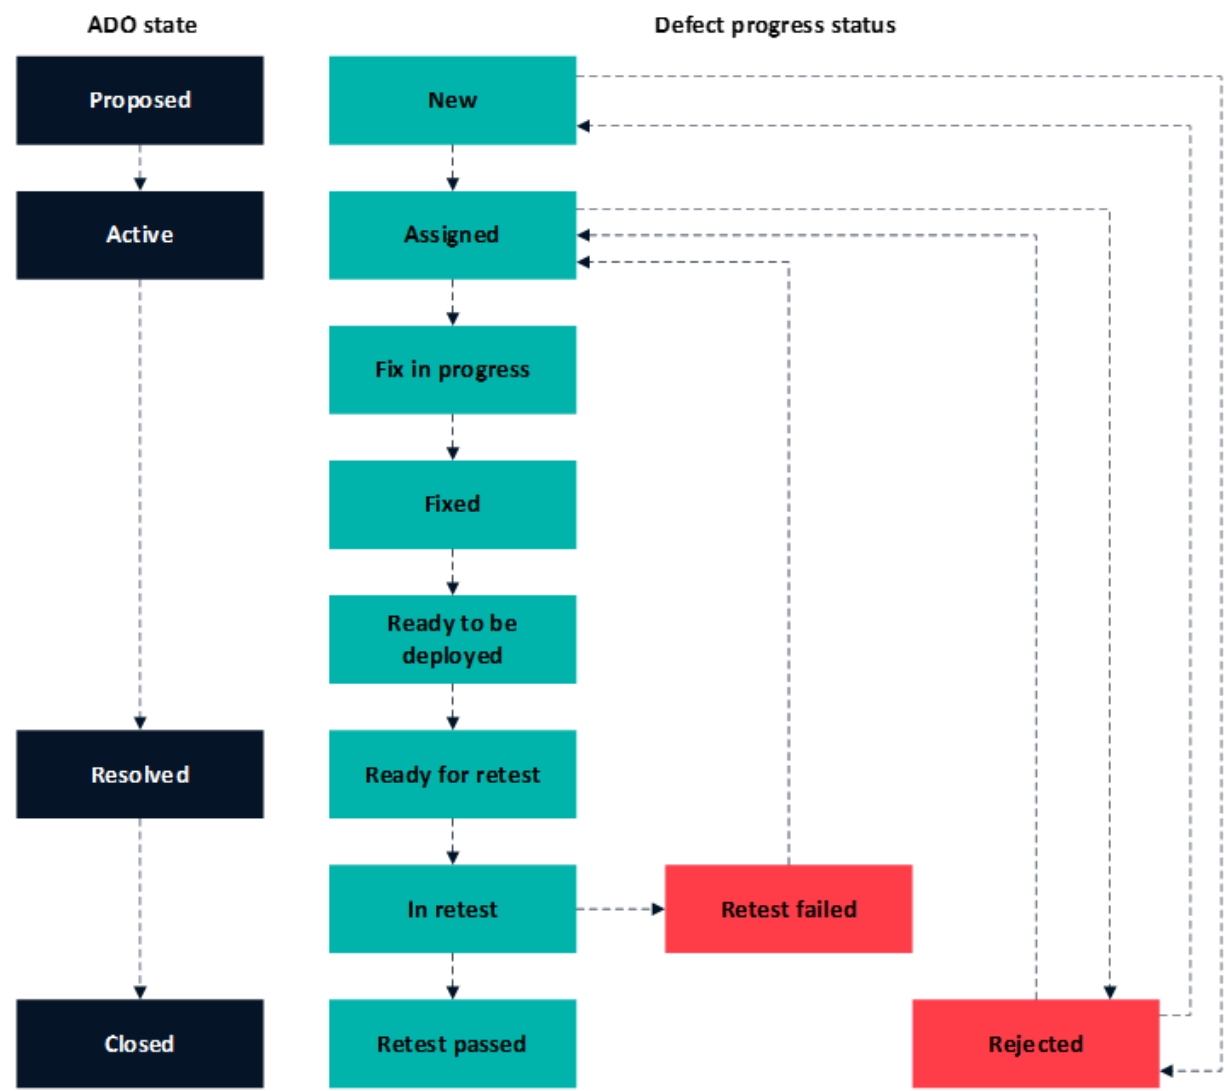 ADO state
Defect progress status
Proposed
New
Active
Assigned
Fix in progress
Fixed
Ready to be
deployed
Resolved
Ready for retest
In retest
Retest failed
Closed
Retest passed
Rejected